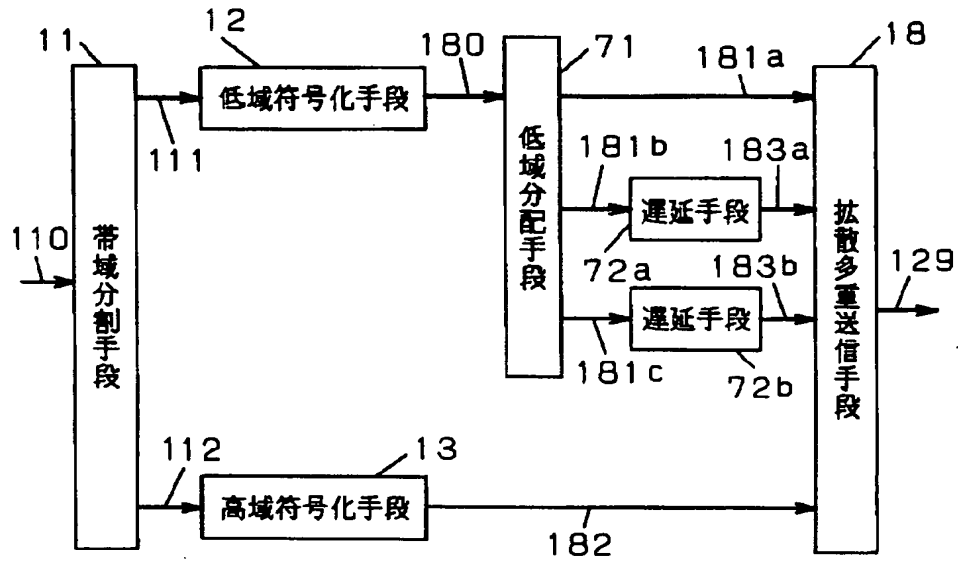 11
12
180
71
181a
18
低域符号化手段
111
181b
183a
遅延手段
72a
183b
110
帯域分割手段
低域分配手段
拡散多重送信手段
129
遅延手段
181c
72b
112
13
高域符号化手段
182